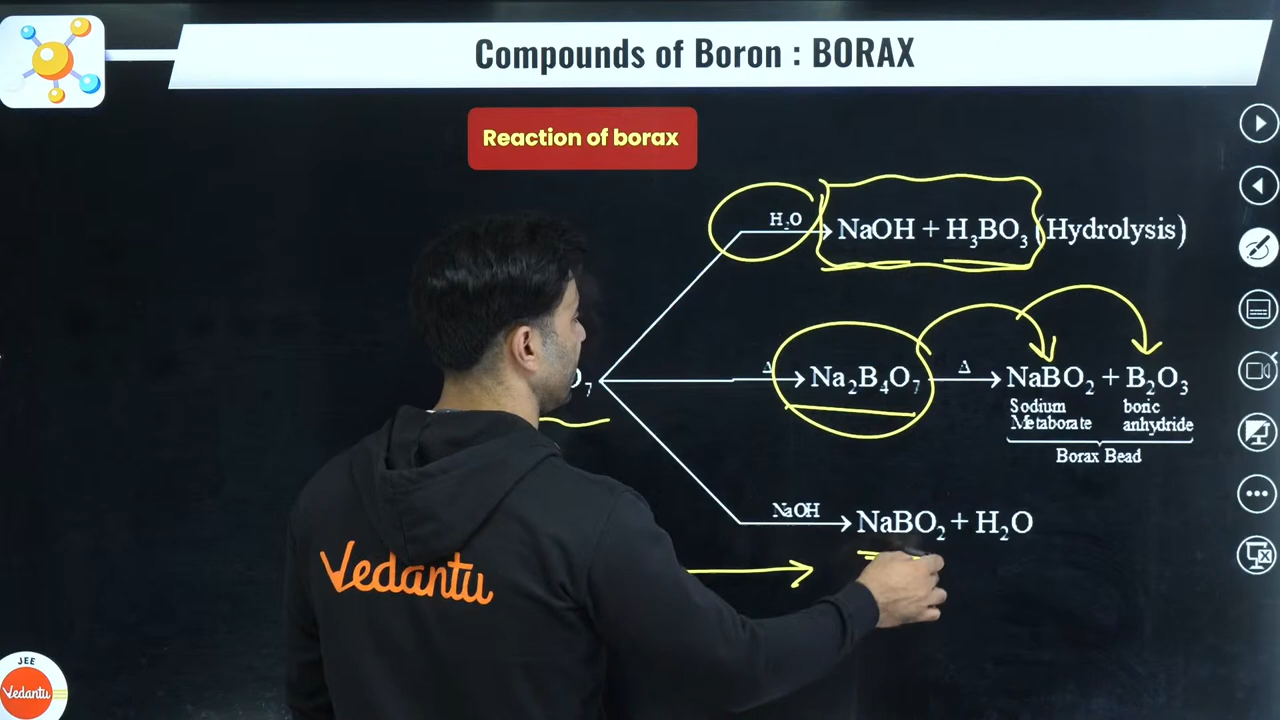 Compounds of Boron : BORAX
Reaction of borax
H₂O
NaOH + H₃BO₃ (Hydrolysis)
O₇
Δ
Na₂B₄O₇
Δ
NaBO₂ + B₂O₃
Sodium Metaborate
boric anhydride
Borax Bead
NaOH
NaBO₂ + H₂O
Vedantu
JEE
Vedantu